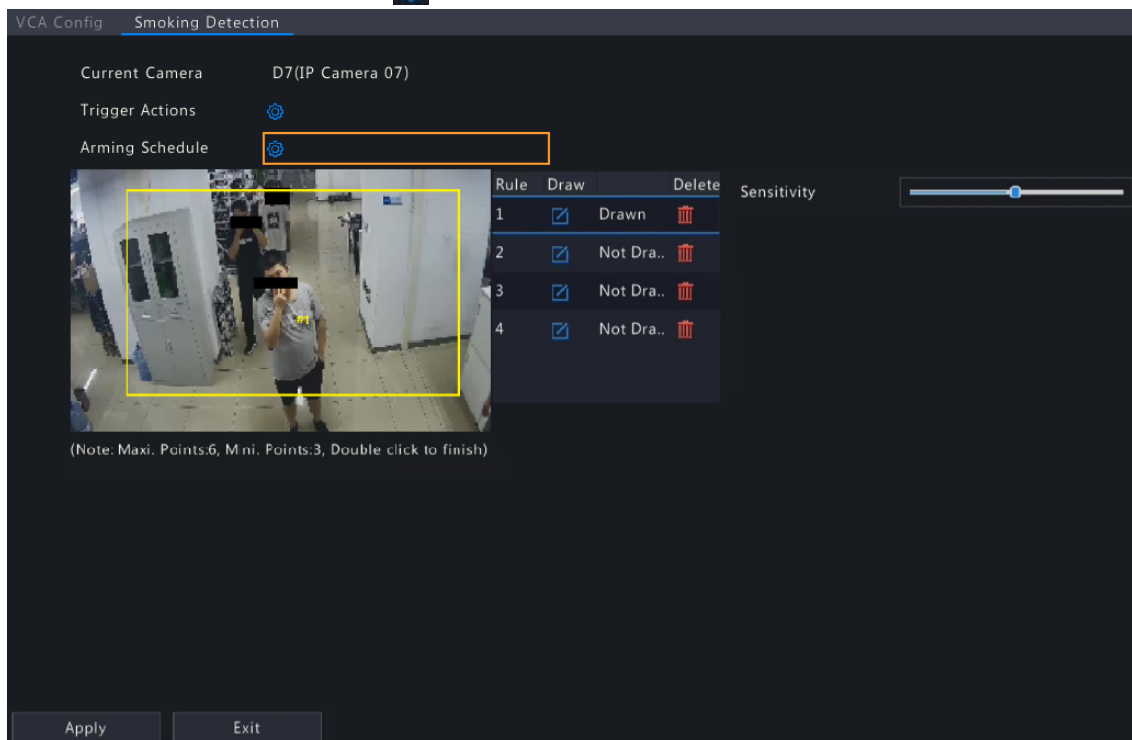 VCA Config Smoking Detection
Current Camera D7(IP Camera 07)
Trigger Actions
Arming Schedule
Rule Draw Delete
Sensitivity
1 Drawn
2 Not Dra..
3 Not Dra..
4 Not Dra..
#1
(Note: Maxi. Points:6, Mini. Points:3, Double click to finish)
Apply Exit